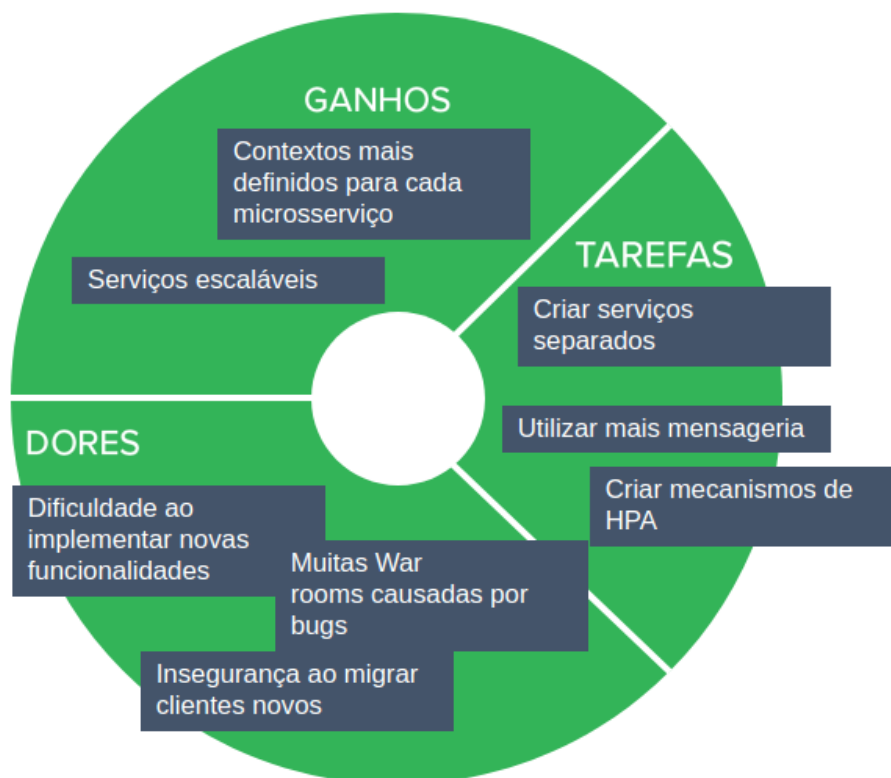 GANHOS
Contextos mais
definidos para cada
microsserviço
Serviços escaláveis
TAREFAS
Criar serviços
separados
Utilizar mais mensageria
Criar mecanismos de
HPA
DORES
Dificuldade ao
implementar novas
funcionalidades
Muitas War
rooms causadas por
bugs
Insegurança ao migrar
clientes novos